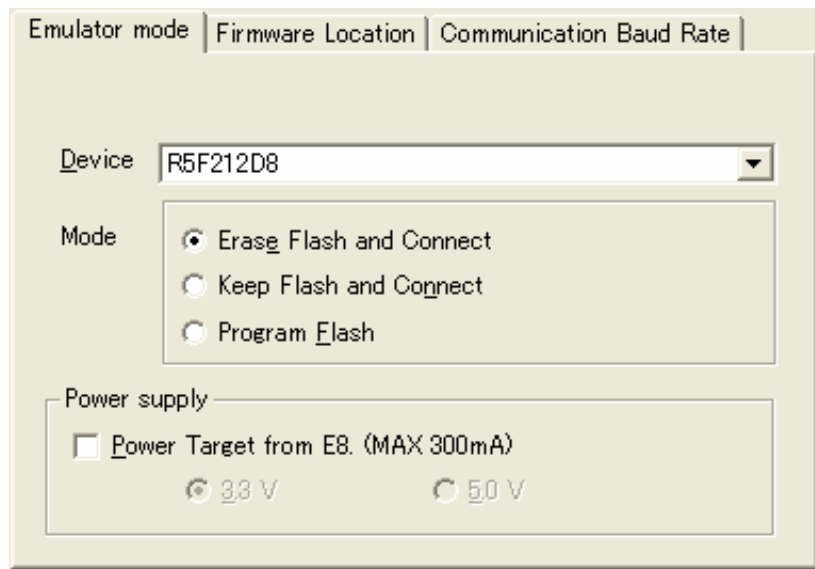 Emulator mode Firmware Location Communication Baud Rate
Device R5F212D8
Mode
Erase Flash and Connect
Keep Flash and Connect
Program Flash
Power supply
Power Target from E8. (MAX 300mA)
3.3 V 5.0 V